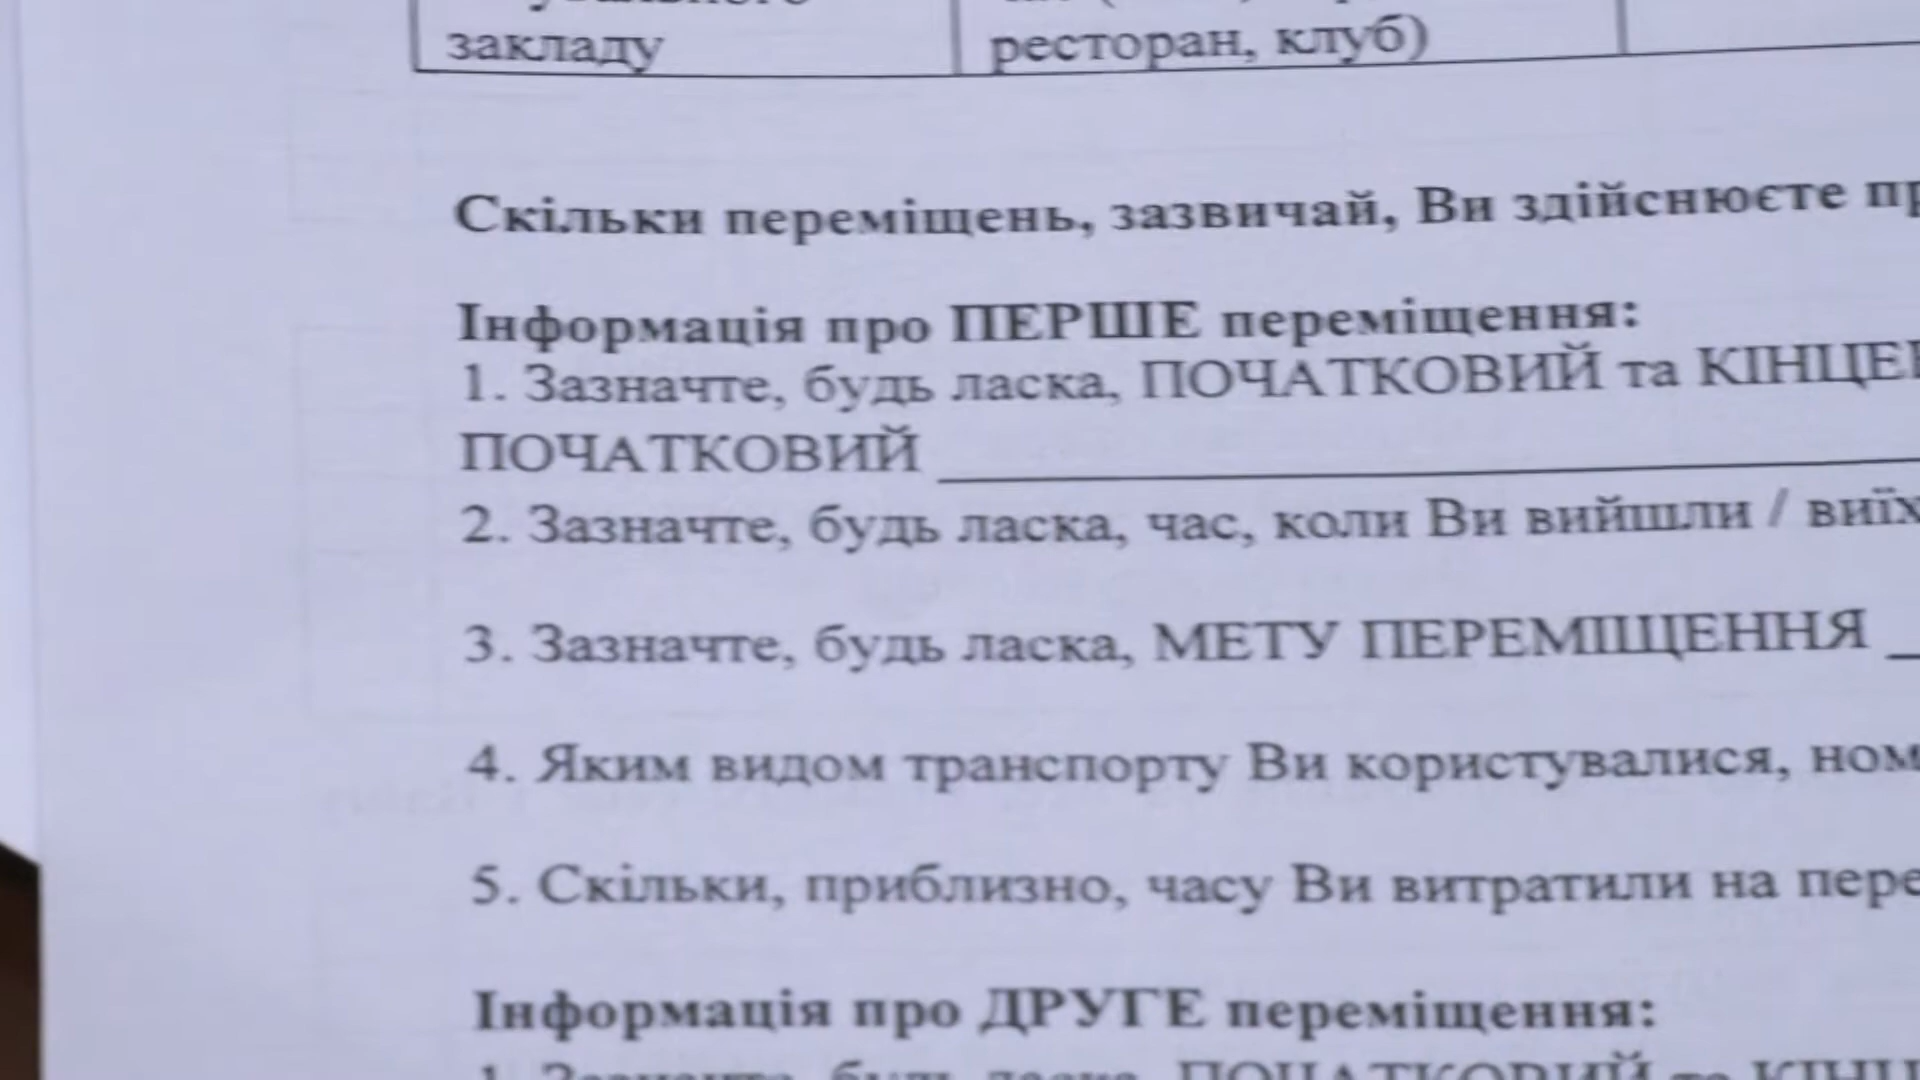 закладу
ресторан, клуб)
Скільки переміщень, зазвичай, Ви здійснюєте
Інформація про ПЕРШЕ переміщення:
1. Зазначте, будь ласка, ПОЧАТКОВИЙ та
ПОЧАТКОВИЙ
2. Зазначте, будь ласка, час, коли Ви вийшли /
3. Зазначте, будь ласка, МЕТУ ПЕРЕМІЩЕННЯ
4. Яким видом транспорту Ви користувалися,
5. Скільки, приблизно, часу Ви витратили на
Інформація про ДРУГЕ переміщення: